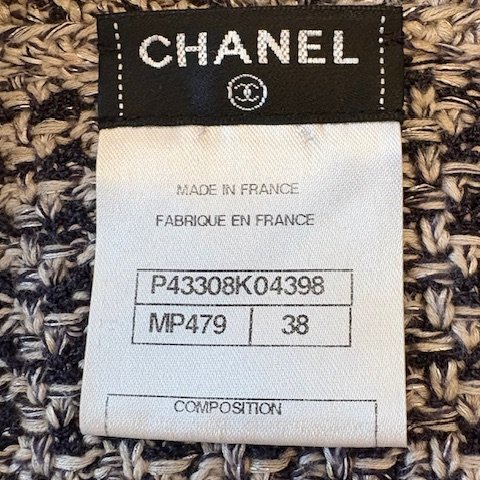 CHANEL
MADE IN FRANCE
FABRIQUE EN FRANCE
P43308K04398
MP479 38
COMPOSITION